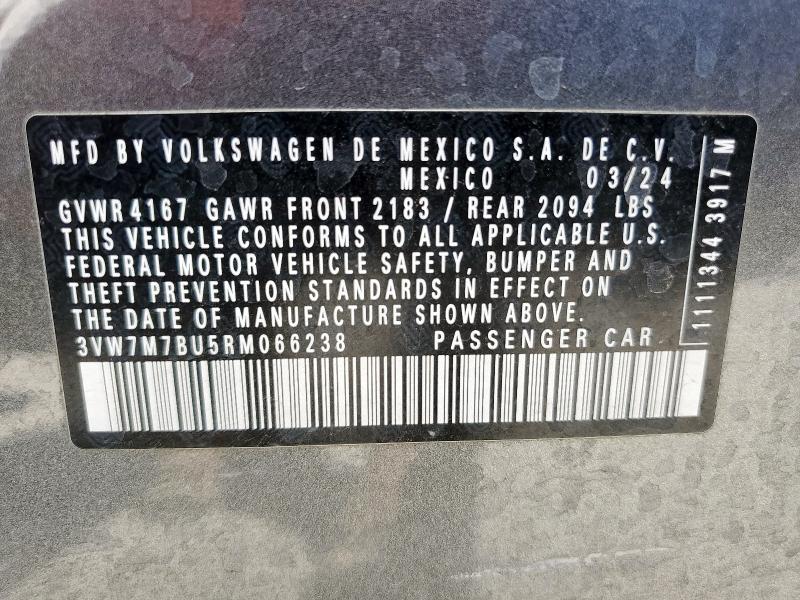 MFD BY VOLKSWAGEN DE MEXICO S.A. DE C.V.
MEXICO 03/24
GVWR 4167 GAWR FRONT 2183 / REAR 2094 LBS
THIS VEHICLE CONFORMS TO ALL APPLICABLE U.S.
FEDERAL MOTOR VEHICLE SAFETY, BUMPER AND
THEFT PREVENTION STANDARDS IN EFFECT ON
THE DATE OF MANUFACTURE SHOWN ABOVE.
3VW7M7BU5RM066238 PASSENGER CAR
1111344 3917 M